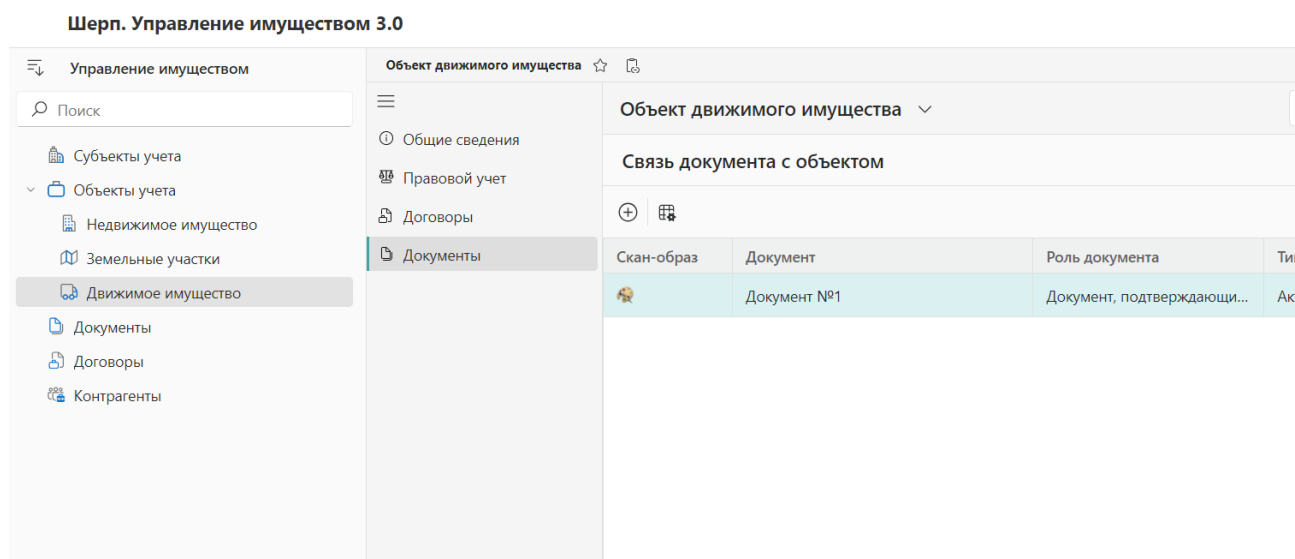 Шерп. Управление имуществом 3.0
Управление имуществом
Поиск
Субъекты учета
Объекты учета
Недвижимое имущество
Земельные участки
Движимое имущество
Документы
Договоры
Контрагенты
Объект движимого имущества
Общие сведения
Правовой учет
Договоры
Документы
Объект движимого имущества
Связь документа с объектом
Скан-образ Документ Роль документа
Документ №1 Документ, подтверждающи...